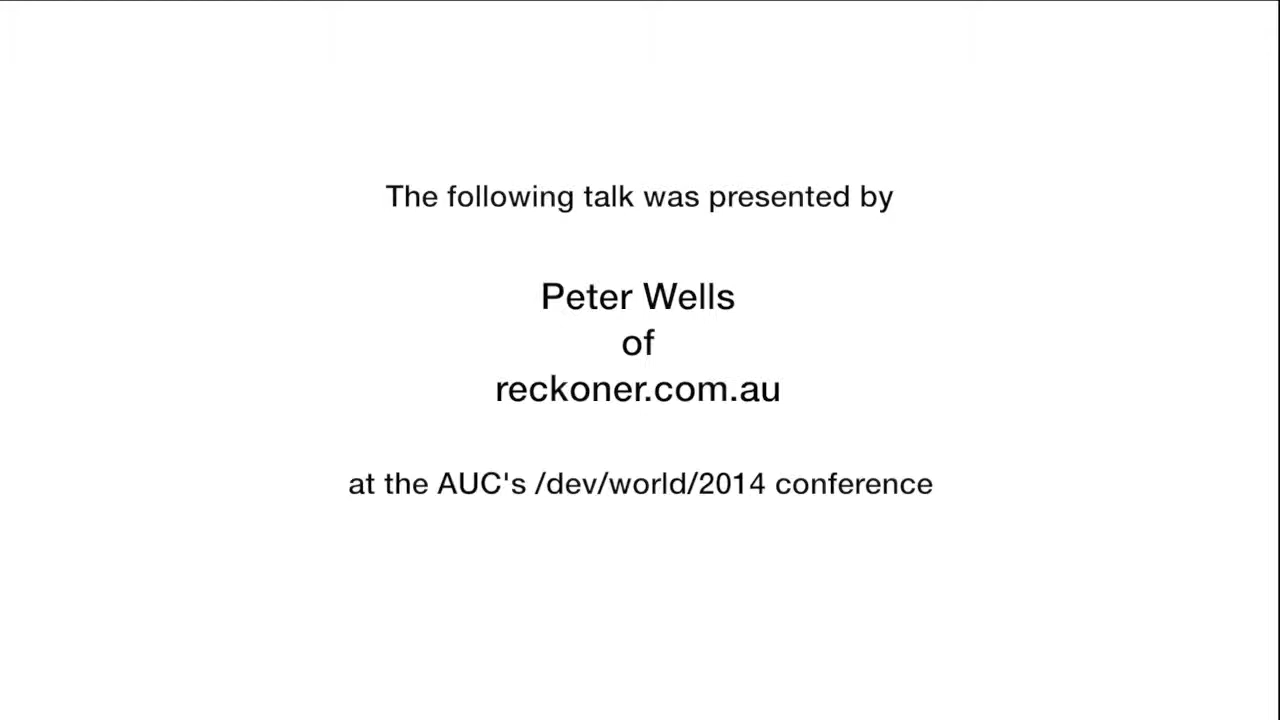 The following talk was presented by
Peter Wells
of
reckoner.com.au
at the AUC's /dev/world/2014 conference